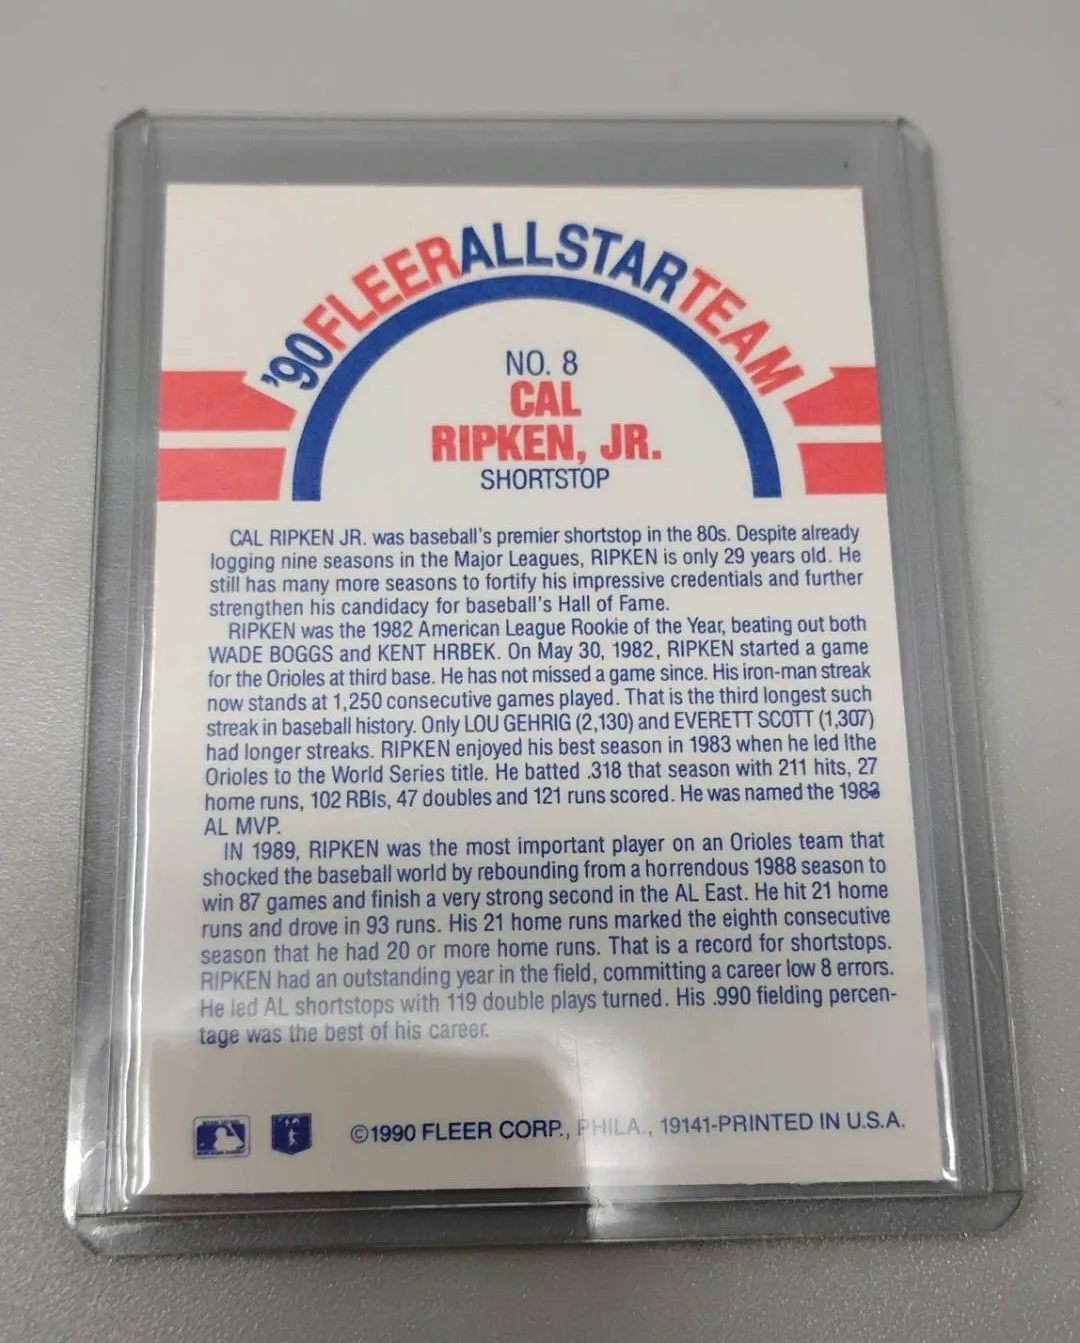 '90 FLEER ALL STAR TEAM
NO. 8
CAL
RIPKEN, JR.
SHORTSTOP
CAL RIPKEN JR. was baseball's premier shortstop in the 80s. Despite already
logging nine seasons in the Major Leagues, RIPKEN is only 29 years old. He
still has many more seasons to fortify his impressive credentials and further
strengthen his candidacy for baseball's Hall of Fame.
RIPKEN was the 1982 American League Rookie of the Year, beating out both
WADE BOGGS and KENT HRBEK. On May 30, 1982, RIPKEN started a game
for the Orioles at third base. He has not missed a game since. His iron-man streak
now stands at 1,250 consecutive games played. That is the third longest such
streak in baseball history. Only LOU GEHRIG (2,130) and EVERETT SCOTT (1,307)
had longer streaks. RIPKEN enjoyed his best season in 1983 when he led lthe
Orioles to the World Series title. He batted .318 that season with 211 hits, 27
home runs, 102 RBIs, 47 doubles and 121 runs scored. He was named the 1983
AL MVP.
IN 1989, RIPKEN was the most important player on an Orioles team that
shocked the baseball world by rebounding from a horrendous 1988 season to
win 87 games and finish a very strong second in the AL East. He hit 21 home
runs and drove in 93 runs. His 21 home runs marked the eighth consecutive
season that he had 20 or more home runs. That is a record for shortstops.
RIPKEN had an outstanding year in the field, committing a career low 8 errors.
He led AL shortstops with 119 double plays turned. His .990 fielding percen-
tage was the best of his career.
©1990 FLEER CORP., PHILA., 19141-PRINTED IN U.S.A.